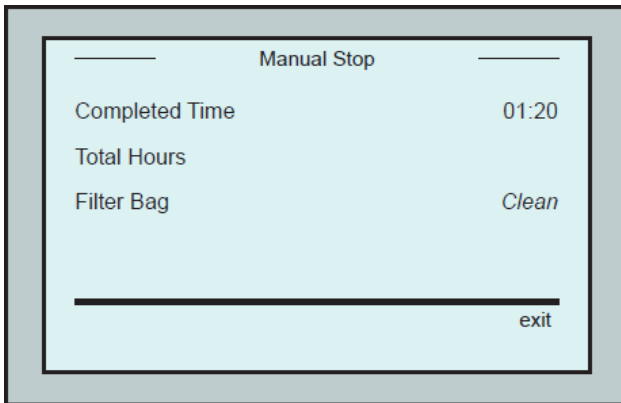 Manual Stop
Completed Time 01:20
Total Hours
Filter Bag Clean
exit